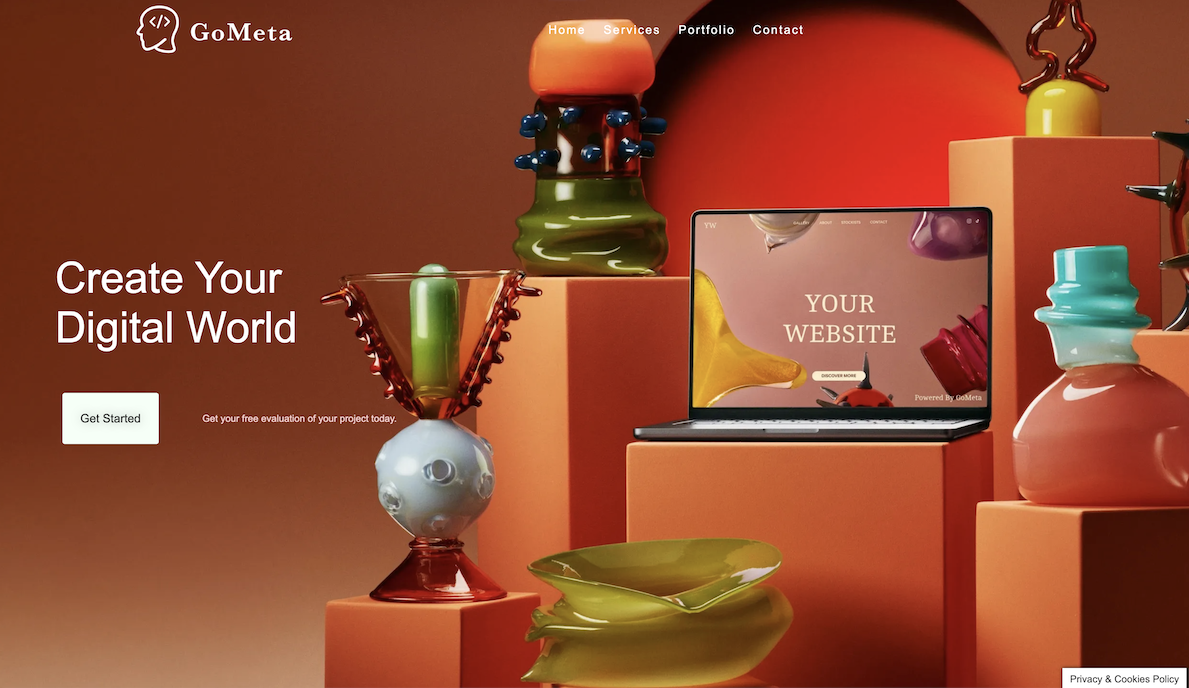 GoMeta
Home Services Portfolio Contact
Create Your
Digital World
Get Started
Get your free evaluation of your project today.
YW
GALLERY ABOUT STOCKISTS CONTACT
YOUR
WEBSITE
DISCOVER MORE
Powered By GoMeta
Privacy & Cookies Policy